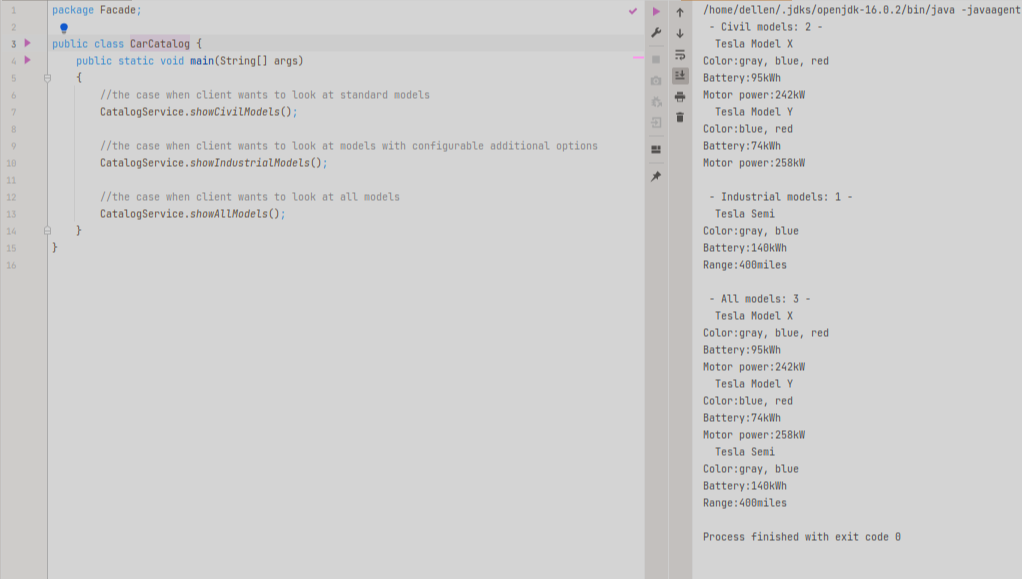 1 package Facade;
2
3 public class CarCatalog {
4 public static void main(String[] args)
5 {
6 //the case when client wants to look at standard models
7 CatalogService.showCivilModels();
8
9 //the case when client wants to look at models with configurable additional options
10 CatalogService.showIndustrialModels();
11
12 //the case when client wants to look at all models
13 CatalogService.showAllModels();
14 }
15 }
16
/home/dellen/.jdks/openjdk-16.0.2/bin/java -javaagent
- Civil models: 2 -
Tesla Model X
Color:gray, blue, red
Battery:95kWh
Motor power:242kW
Tesla Model Y
Color:blue, red
Battery:74kWh
Motor power:258kW
- Industrial models: 1 -
Tesla Semi
Color:gray, blue
Battery:140kWh
Range:400miles
- All models: 3 -
Tesla Model X
Color:gray, blue, red
Battery:95kWh
Motor power:242kW
Tesla Model Y
Color:blue, red
Battery:74kWh
Motor power:258kW
Tesla Semi
Color:gray, blue
Battery:140kWh
Range:400miles
Process finished with exit code 0